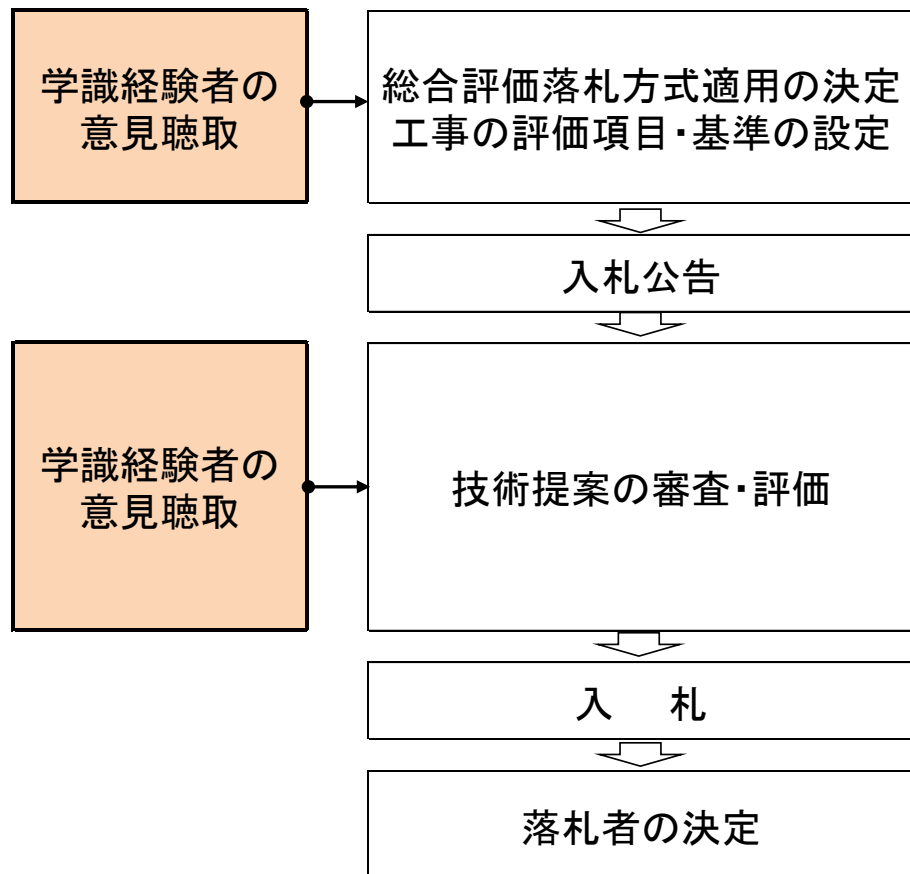 学識経験者の
意見聴取
総合評価落札方式適用の決定
工事の評価項目・基準の設定
入札公告
学識経験者の
意見聴取
技術提案の審査・評価
入 札
落札者の決定